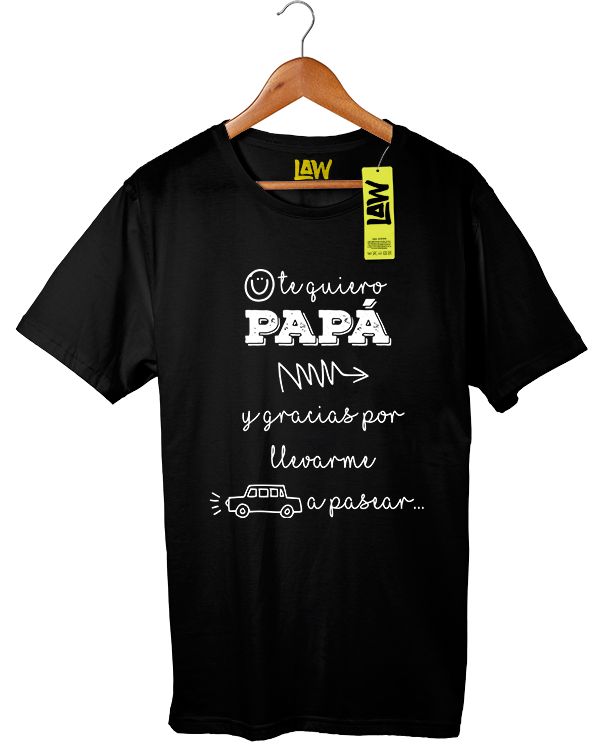 LAW
LAW
te quiero
PAPÁ
y gracias por
llevarme
a pasear...